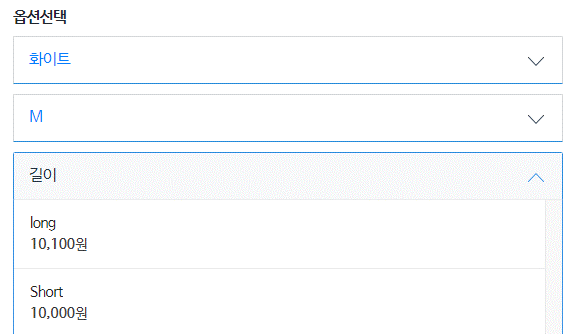 옵션선택
화이트
M
길이
long
10,100원
Short
10,000원